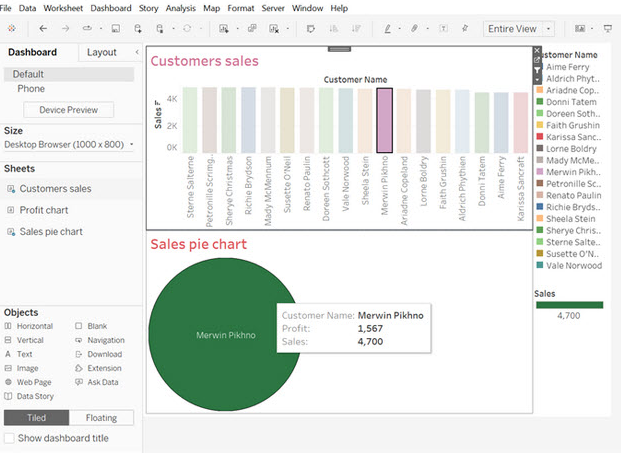 File Data Worksheet Dashboard Story Analysis Map Format Server Window Help
Entire View
Dashboard Layout
Default
Phone
Device Preview
Size
Desktop Browser (1000 x 800)
Sheets
Customers sales
Profit chart
Sales pie chart
Objects
Horizontal Blank
Vertical Navigation
Text Download
Image Extension
Web Page Ask Data
Data Story
Tiled Floating
Show dashboard title
Customers sales
Customer Name
Sales
4K
2K
0K
Sterne Salterne
Petronille Scrimg..
Sherye Christmas
Richie Brydson
Mady McMennum
Susette O'Neil
Renato Paulin
Doreen Sothcott
Vale Norwood
Sheela Stein
Merwin Pikhno
Ariadne Copeland
Lorne Boldry
Faith Grushin
Aldrich Phythien
Donni Tatem
Aime Ferry
Karissa Sancraft
Sales pie chart
Merwin Pikhno
Customer Name: Merwin Pikhno
Profit: 1,567
Sales: 4,700
ustomer Name
Aime Ferry
Aldrich Phyt..
Ariadne Cop..
Donni Tatem
Doreen Soth..
Faith Grushin
Karissa Sanc..
Lorne Boldry
Mady McMe..
Merwin Pikh..
Petronille Sc..
Renato Paulin
Richie Bryds..
Sheela Stein
Sherye Chris..
Sterne Salte..
Susette O'N..
Vale Norwood
Sales
4,700